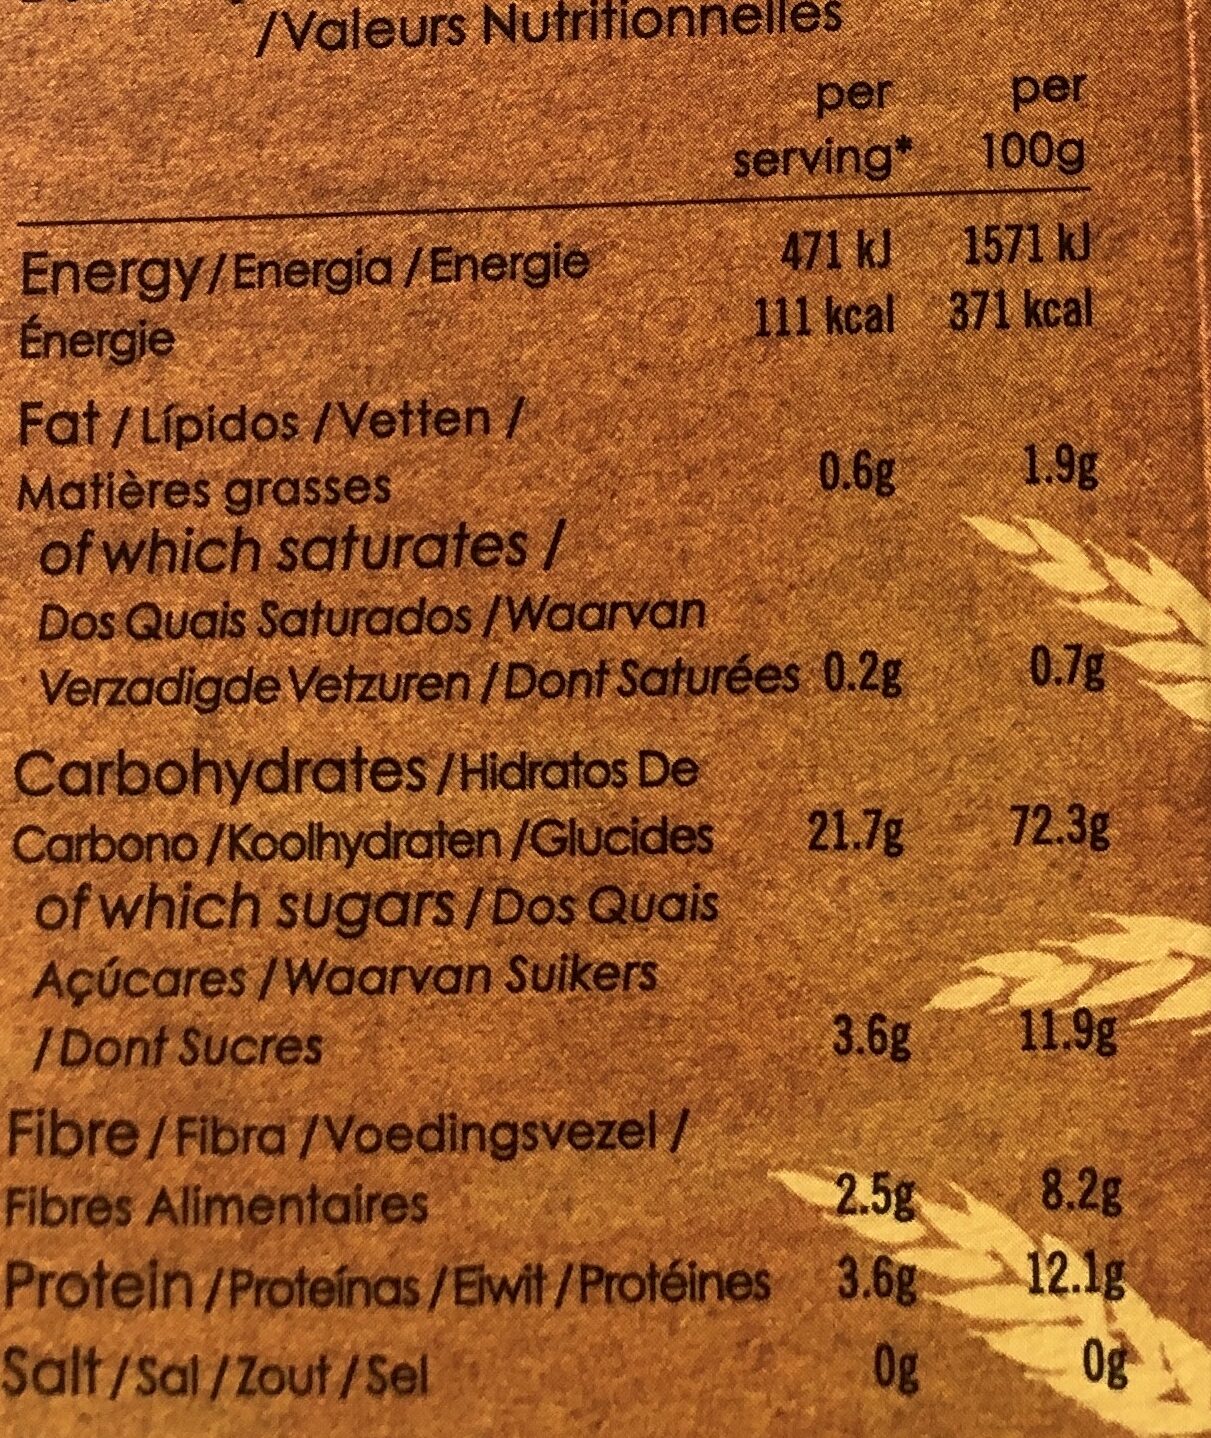 /Valeurs Nutritionnelles
per per
serving* 100g
Energy/Energia/Energie 471 kJ 1571 kJ
Énergie 111 kcal 371 kcal
Fat/Lípidos/Vetten/
Matières grasses 0.6g 1.9g
of which saturates/
Dos Quais Saturados/Waarvan
Verzadigde Vetzuren/Dont Saturées 0.2g 0.7g
Carbohydrates/Hidratos De
Carbono/Koolhydraten/Glucides 21.7g 72.3g
of which sugars/Dos Quais
Açúcares/Waarvan Suikers
/Dont Sucres 3.6g 11.9g
Fibre/Fibra/Voedingsvezel/
Fibres Alimentaires 2.5g 8.2g
Protein/Proteínas/Eiwit/Protéines 3.6g 12.1g
Salt/Sal/Zout/Sel 0g 0g